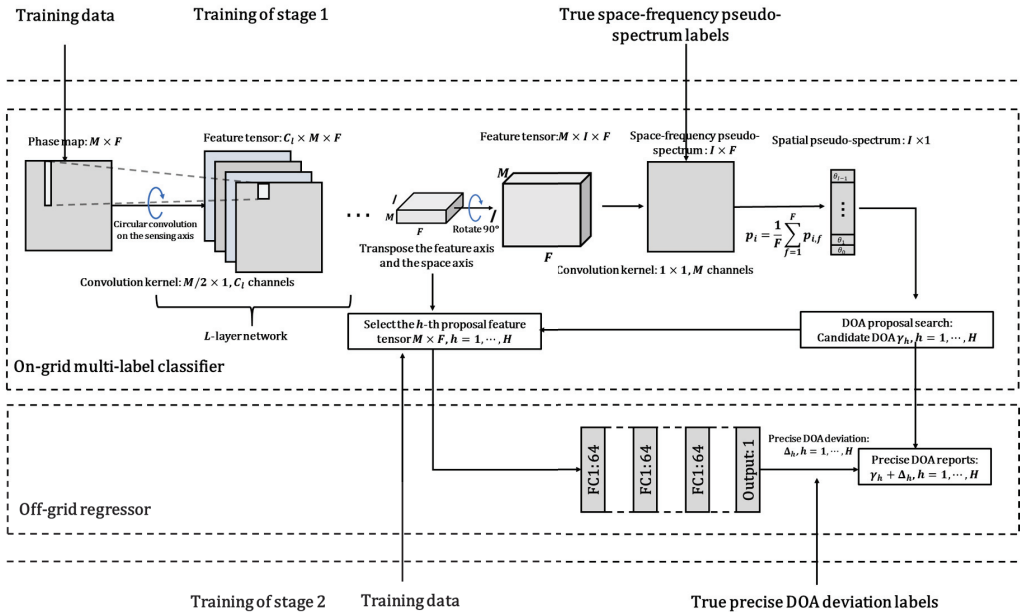 Training data
Training of stage 1
True space-frequency pseudo-
spectrum labels
Phase map: M × F
Feature tensor: C_l × M × F
Feature tensor: M × I × F
Space-frequency pseudo-
spectrum : I × F
Spatial pseudo-spectrum : I × 1
Circular convolution
on the sensing axis
...
I
M
F
Rotate 90°
M
I
F
p_i = 1/F ∑_{f=1}^{F} p_{i,f}
θ_{I−1}
⋮
θ_1
θ_0
Transpose the feature axis
and the space axis
Convolution kernel: M/2 × 1, C_l channels
Convolution kernel: 1 × 1, M channels
L-layer network
Select the h-th proposal feature
tensor M × F, h = 1, ⋯, H
DOA proposal search:
Candidate DOA γ_h, h = 1, ⋯, H
On-grid multi-label classifier
FC1:64
FC1:64
FC1:64
Output: 1
Precise DOA deviation:
Δ_h, h = 1, ⋯, H
Precise DOA reports:
γ_h + Δ_h, h = 1, ⋯, H
Off-grid regressor
Training of stage 2
Training data
True precise DOA deviation labels